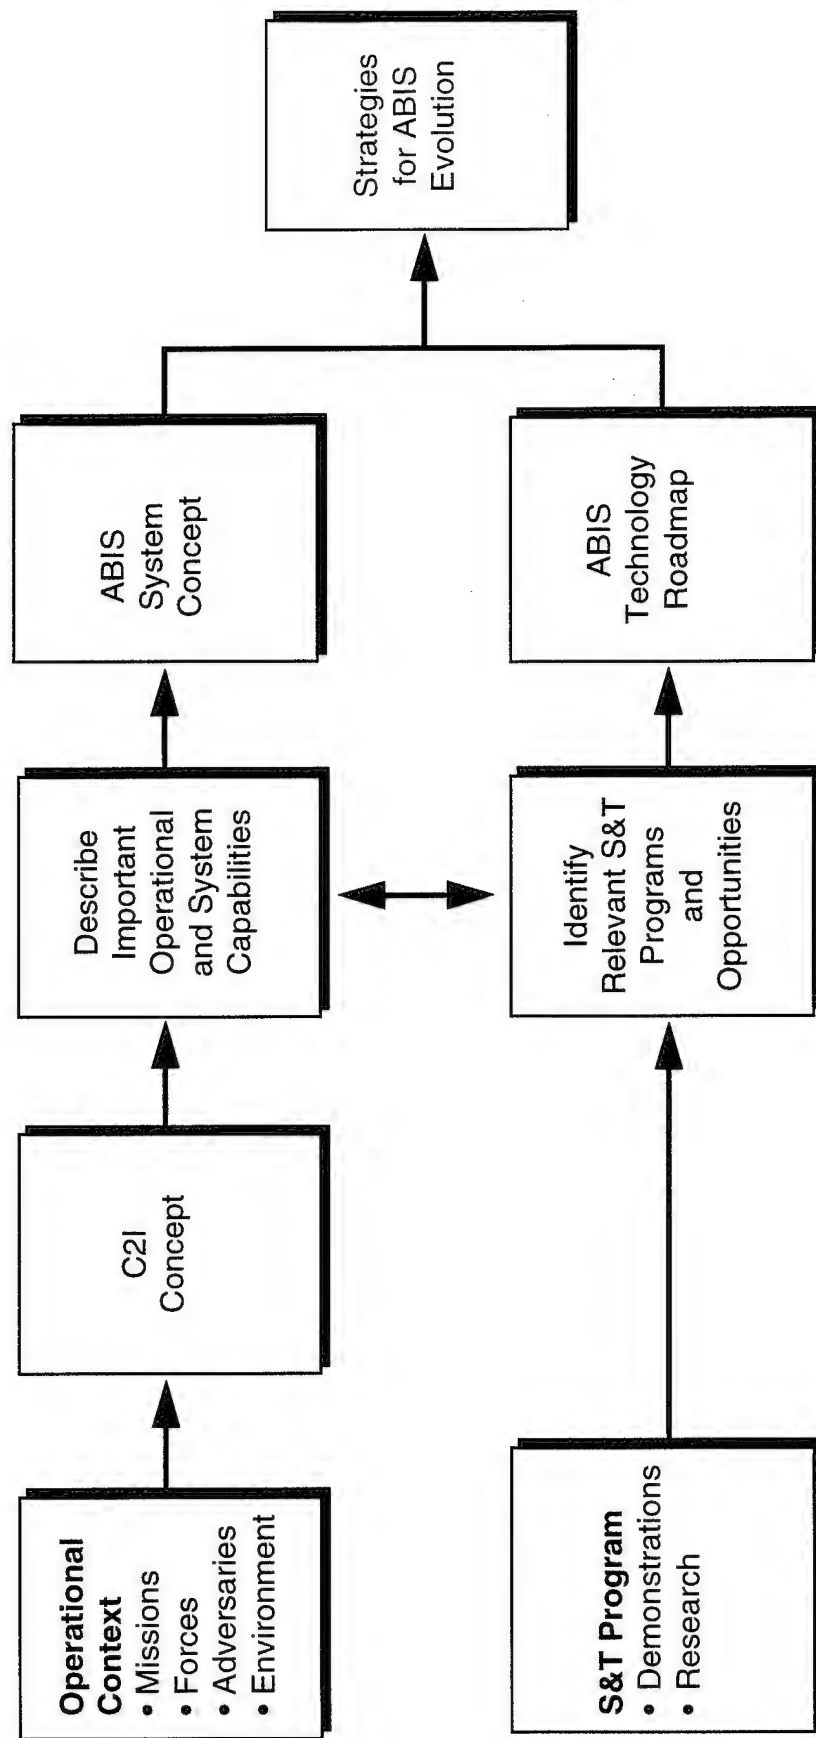 Operational
Context
• Missions
• Forces
• Adversaries
• Environment
C2I
Concept
Describe
Important
Operational
and System
Capabilities
ABIS
System
Concept
S&T Program
• Demonstrations
• Research
Identify
Relevant S&T
Programs
and
Opportunities
ABIS
Technology
Roadmap
Strategies
for ABIS
Evolution